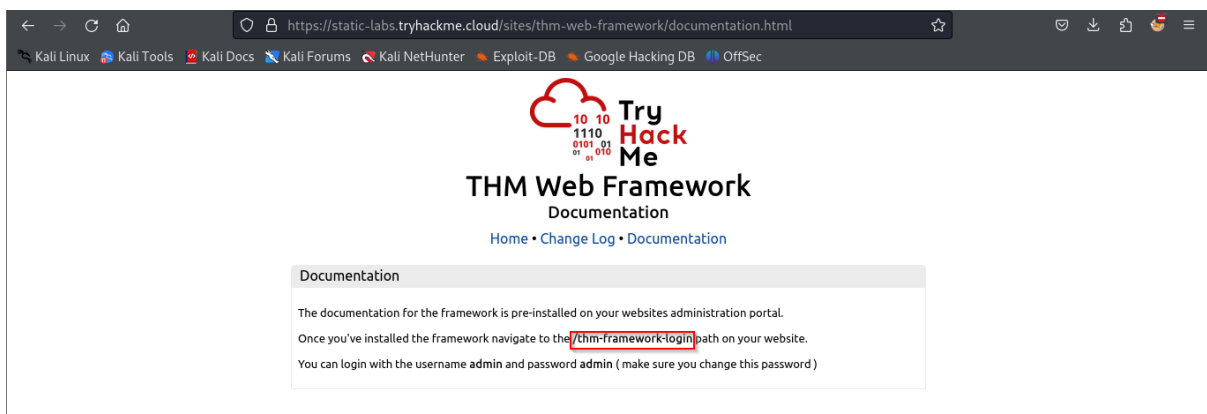 https://static-labs.tryhackme.cloud/sites/thm-web-framework/documentation.html
Kali Linux Kali Tools Kali Docs Kali Forums Kali NetHunter Exploit-DB Google Hacking DB OffSec
10 10
1110
0101 01
01 010
01
Try
Hack
Me
THM Web Framework
Documentation
Home • Change Log • Documentation
Documentation
The documentation for the framework is pre-installed on your websites administration portal.
Once you've installed the framework navigate to the /thm-framework-login path on your website.
You can login with the username admin and password admin ( make sure you change this password )